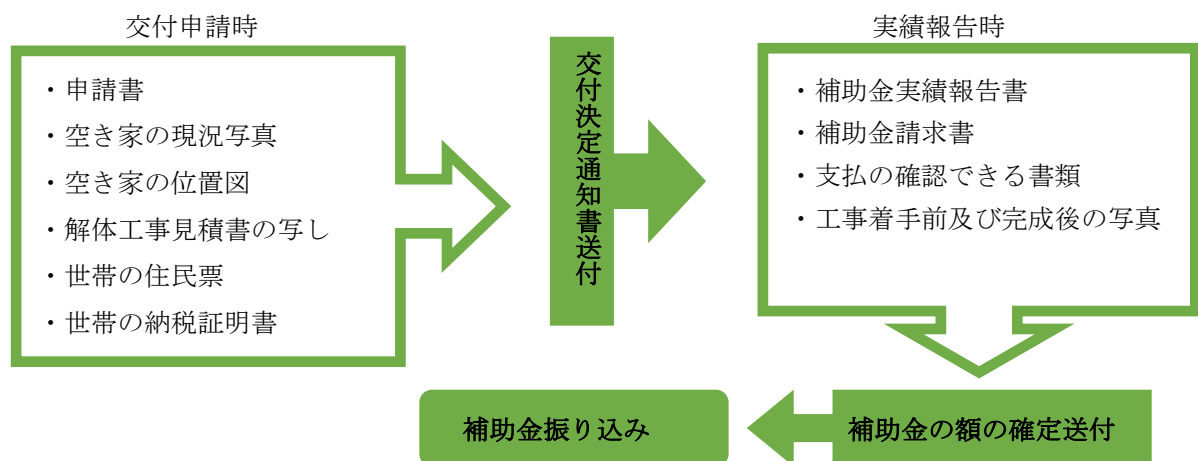 交付申請時
・申請書
・空き家の現況写真
・空き家の位置図
・解体工事見積書の写し
・世帯の住民票
・世帯の納税証明書
交付決定通知書送付
実績報告時
・補助金実績報告書
・補助金請求書
・支払の確認できる書類
・工事着手前及び完成後の写真
補助金の額の確定送付
補助金振り込み